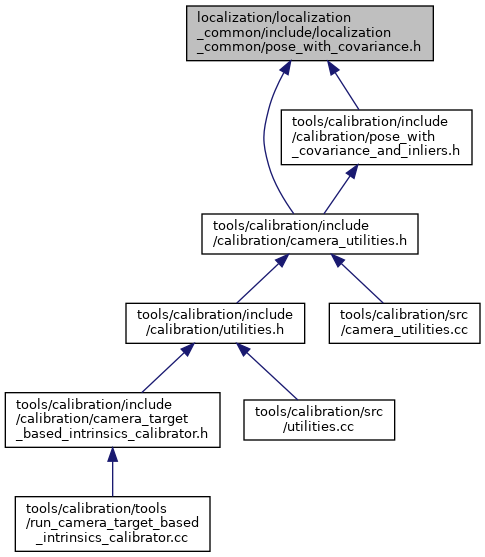 localization/localization
_common/include/localization
_common/pose_with_covariance.h
tools/calibration/include
/calibration/pose_with
_covariance_and_inliers.h
tools/calibration/include
/calibration/camera_utilities.h
tools/calibration/include
/calibration/utilities.h
tools/calibration/src
/camera_utilities.cc
tools/calibration/include
/calibration/camera_target
_based_intrinsics_calibrator.h
tools/calibration/src
/utilities.cc
tools/calibration/tools
/run_camera_target_based
_intrinsics_calibrator.cc